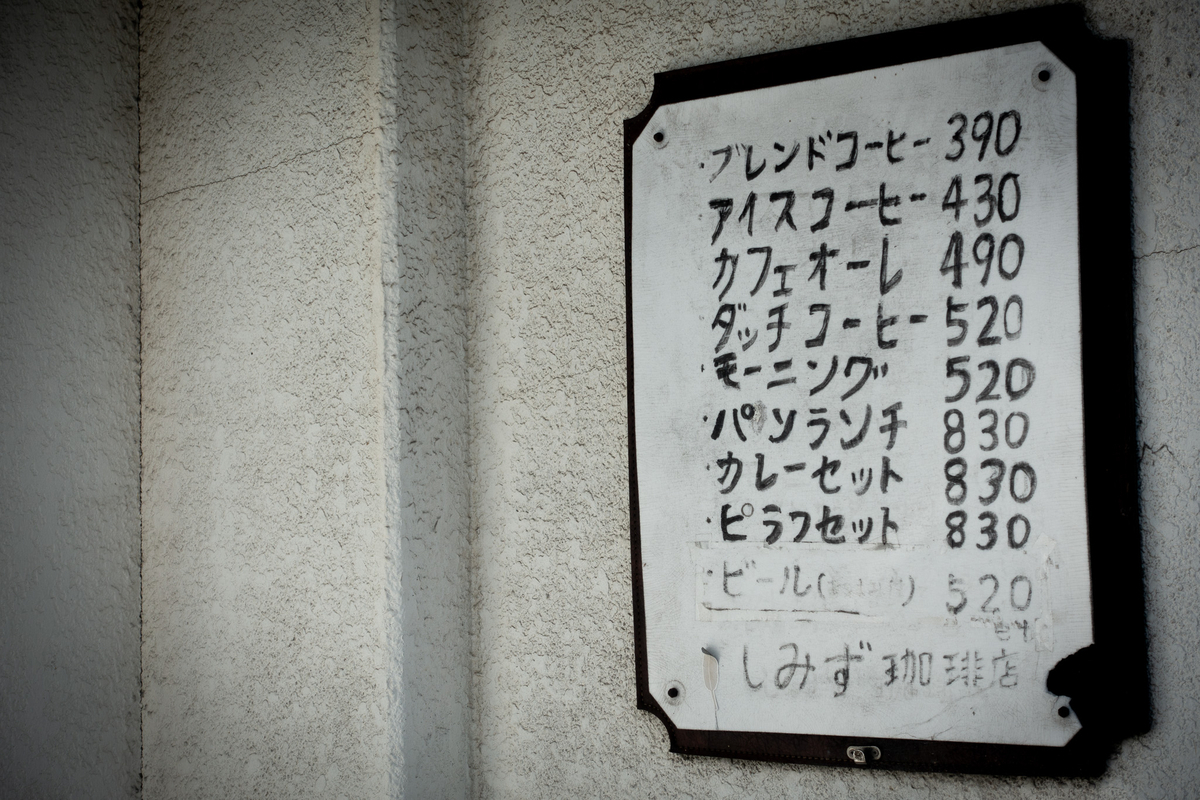 ・ブレンドコーヒー 390
アイスコーヒー 430
カフェオーレ 490
ダッチコーヒー 520
・モーニング 520
・パンランチ 830
・カレーセット 830
・ピラフセット 830
・ビール 520
しみず珈琲店